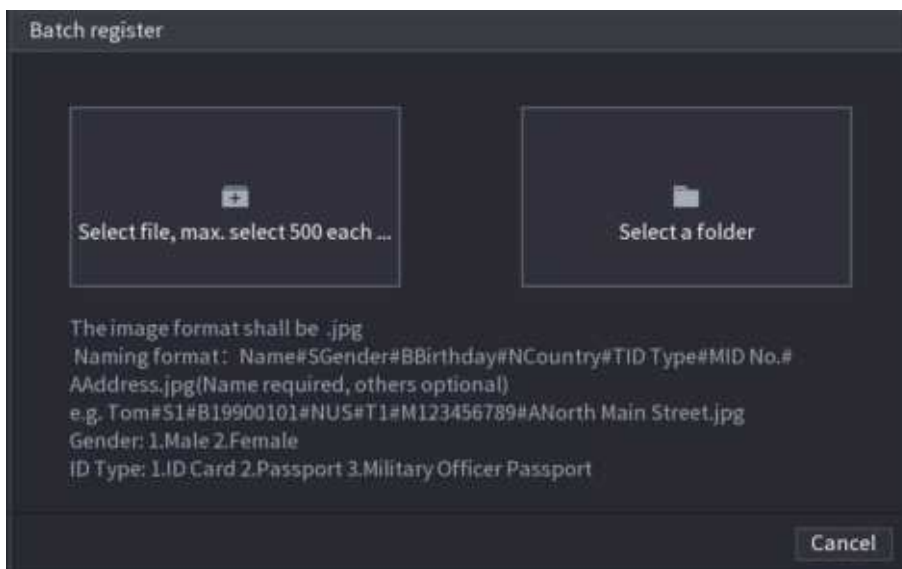 Batch register
Select file, max. select 500 each ...
Select a folder
The image format shall be .jpg
Naming format: Name#SGender#BBirthday#NCountry#TID Type#MID No.#
AAddress.jpg(Name required, others optional)
e.g. Tom#S1#B19900101#NUS#T1#M123456789#ANorth Main Street.jpg
Gender: 1.Male 2.Female
ID Type: 1.ID Card 2.Passport 3.Military Officer Passport
Cancel